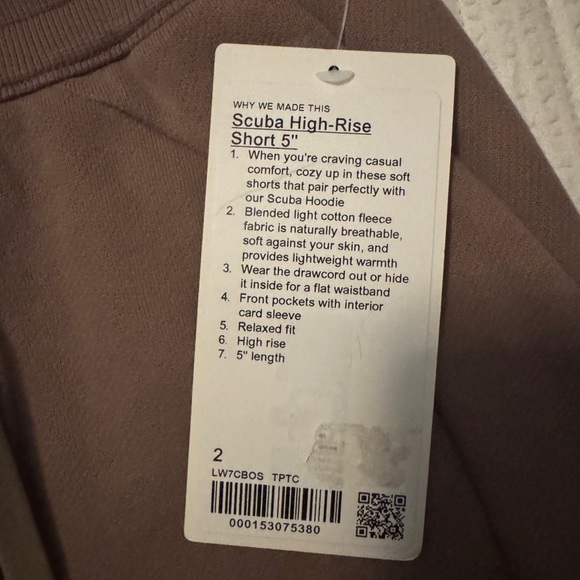 WHY WE MADE THIS
Scuba High-Rise
Short 5"
1. When you're craving casual
comfort, cozy up in these soft
shorts that pair perfectly with
our Scuba Hoodie
2. Blended light cotton fleece
fabric is naturally breathable,
soft against your skin, and
provides lightweight warmth
3. Wear the drawcord out or hide
it inside for a flat waistband
4. Front pockets with interior
card sleeve
5. Relaxed fit
6. High rise
7. 5" length
2
LW7CBOS TPTC
000153075380